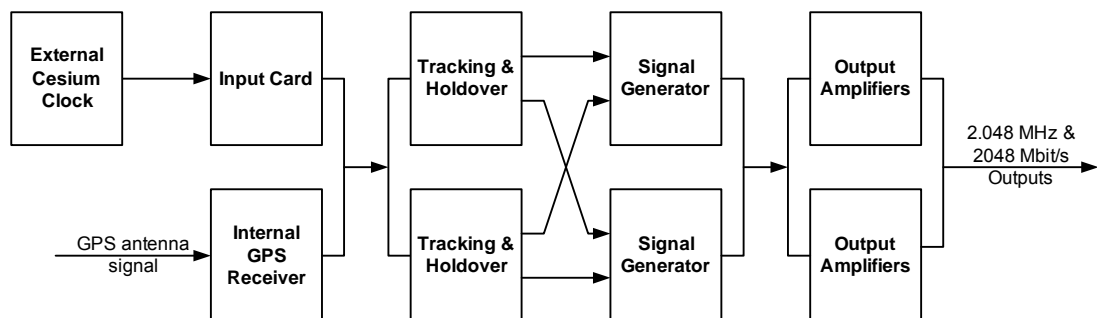 External
Cesium
Clock
Input Card
Tracking &
Holdover
Signal
Generator
Output
Amplifiers
2.048 MHz &
2048 Mbit/s
Outputs
GPS antenna
signal
Internal
GPS
Receiver
Tracking &
Holdover
Signal
Generator
Output
Amplifiers